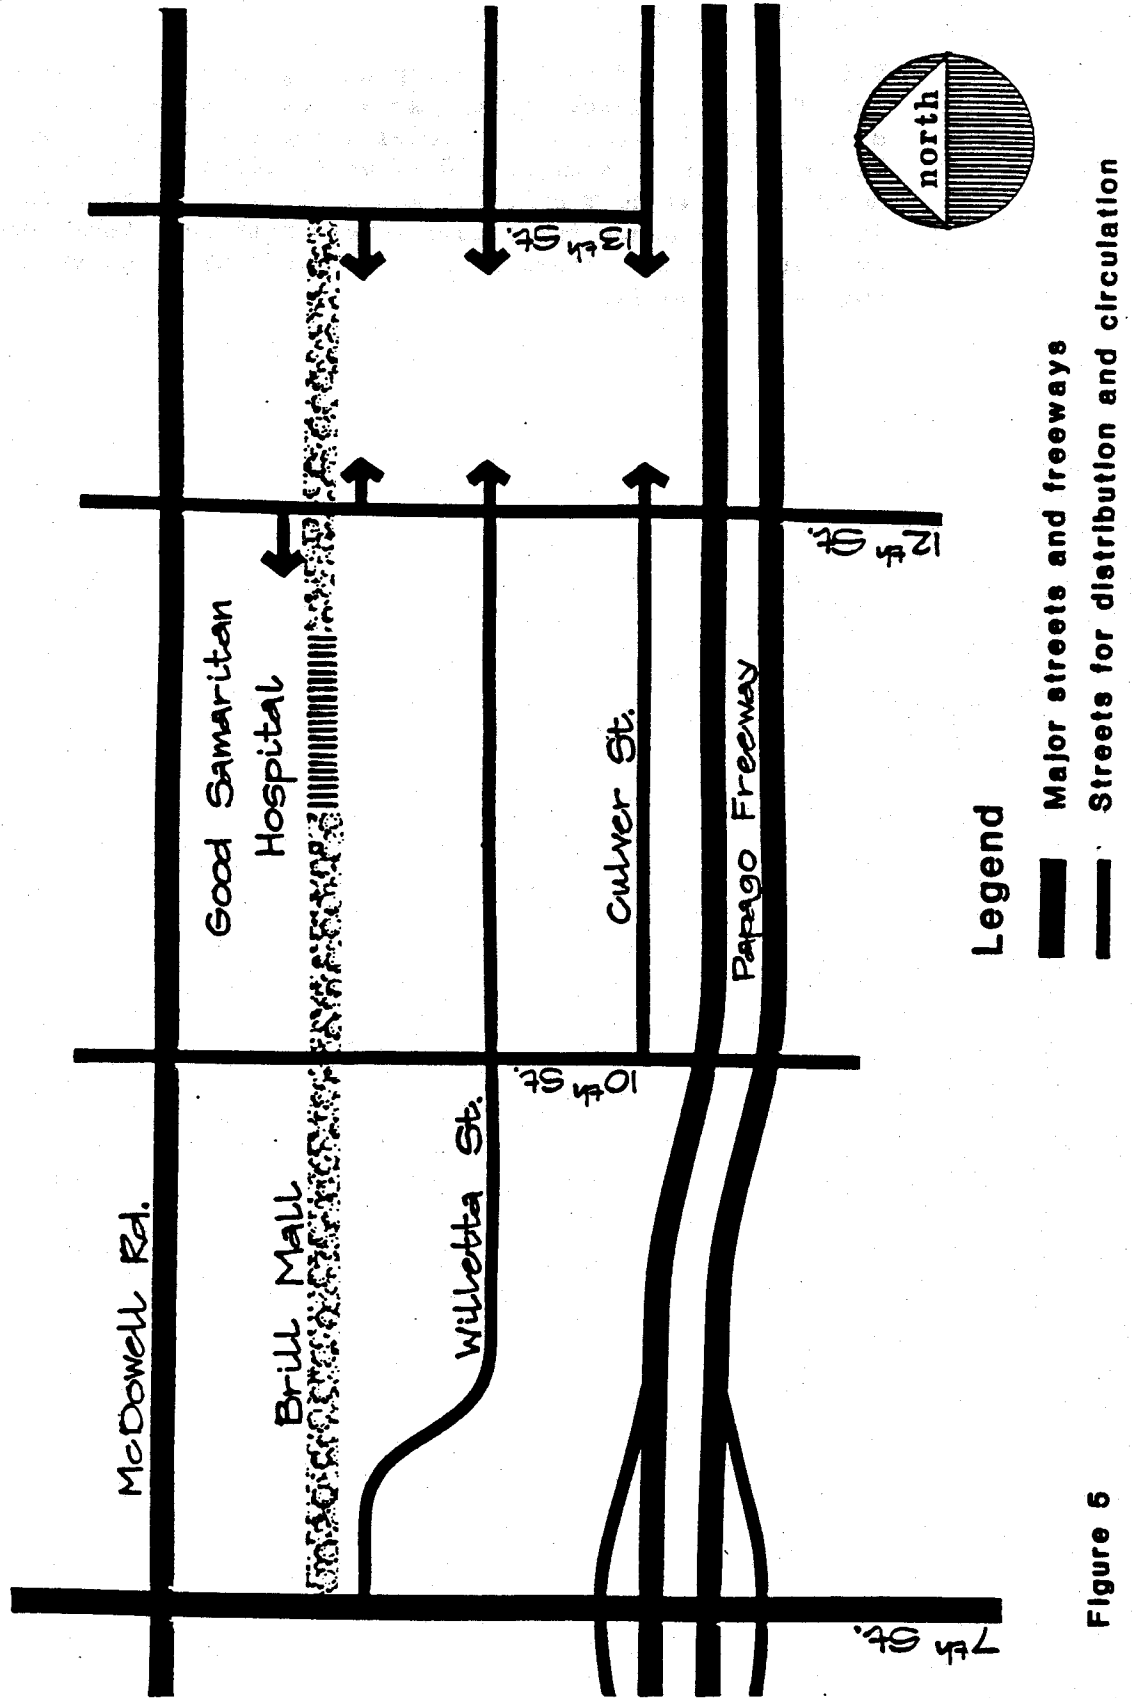 McDowell Rd.
Brill Mall
Good Samaritan
Hospital
Willetta St.
Culver St.
Papago Freeway
7th St.
10th St.
12th St.
13th St.
north
Legend
Major streets and freeways
Streets for distribution and circulation
Figure 5